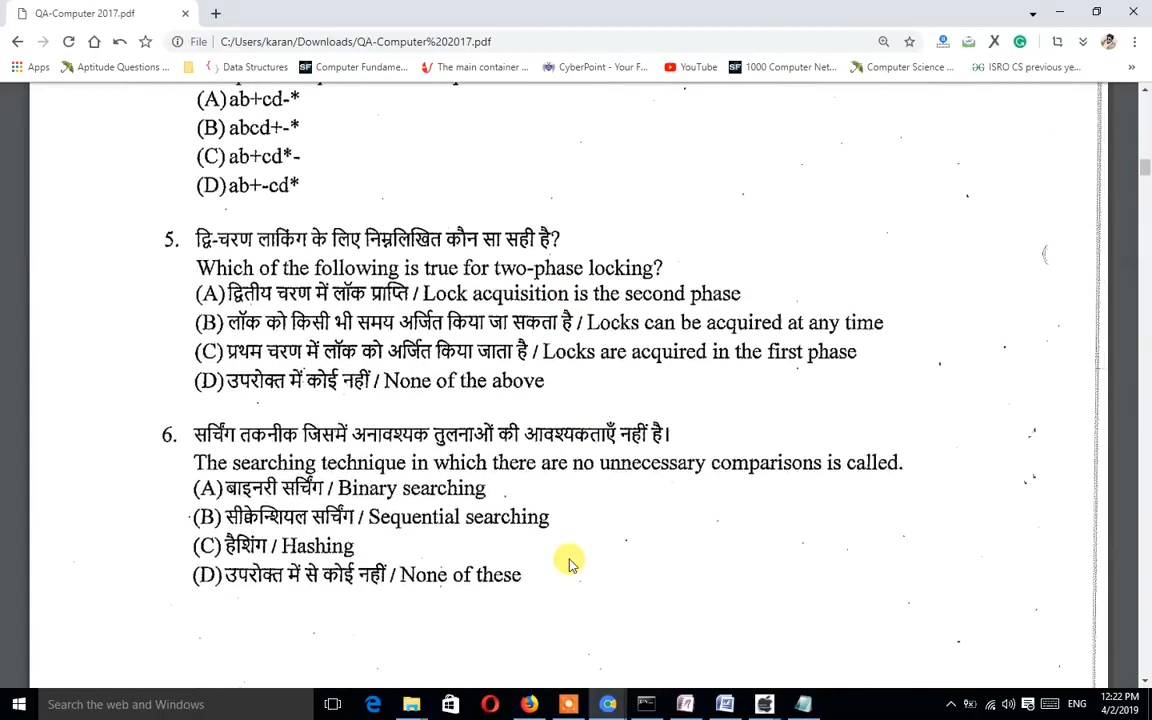 QA-Computer 2017.pdf
File C:/Users/karan/Downloads/QA-Computer%202017.pdf
Apps Aptitude Questions ... Data Structures Computer Fundame... The main container ... CyberPoint - Your F... YouTube 1000 Computer Net... Computer Science ... ISRO CS previous ye...
(A) ab+cd-*
(B) abcd+-*
(C) ab+cd*-
(D) ab+-cd*
5. द्वि-चरण लाकिंग के लिए निम्नलिखित कौन सा सही है?
Which of the following is true for two-phase locking?
(A) द्वितीय चरण में लॉक प्राप्ति / Lock acquisition is the second phase
(B) लॉक को किसी भी समय अर्जित किया जा सकता है / Locks can be acquired at any time
(C) प्रथम चरण में लॉक को अर्जित किया जाता है / Locks are acquired in the first phase
(D) उपरोक्त में कोई नहीं / None of the above
6. सर्चिंग तकनीक जिसमें अनावश्यक तुलनाओं की आवश्यकताएँ नहीं है।
The searching technique in which there are no unnecessary comparisons is called.
(A) बाइनरी सर्चिंग / Binary searching
(B) सीक्वेन्शियल सर्चिंग / Sequential searching
(C) हैशिंग / Hashing
(D) उपरोक्त में से कोई नहीं / None of these
Search the web and Windows
ENG
12:22 PM
4/2/2019